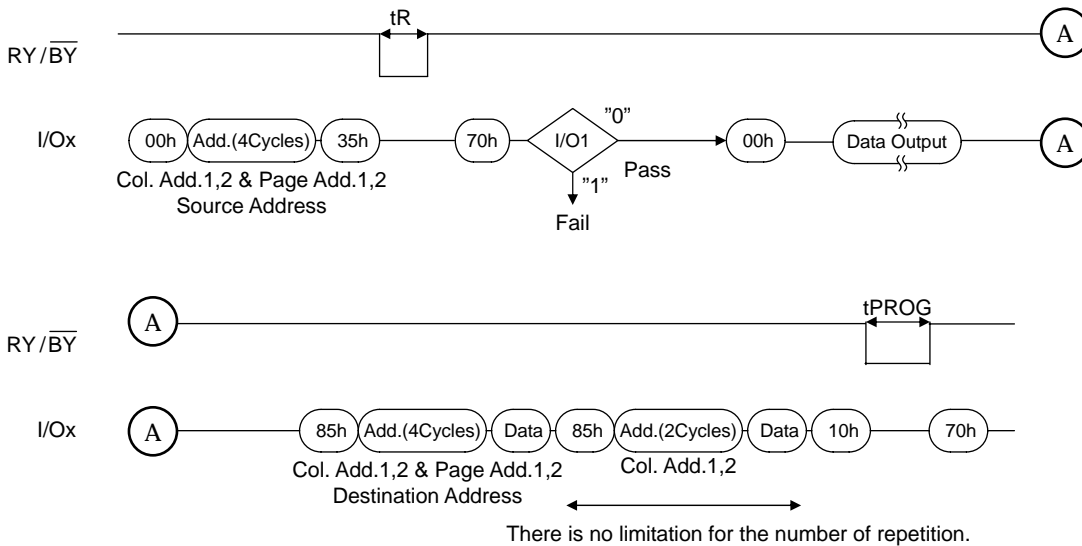 tR
RY/BY
A
I/Ox
00h Add.(4Cycles) 35h 70h I/O1 ”0” Pass 00h Data Output A
”1”
Fail
Col. Add.1,2 & Page Add.1,2
Source Address
A
tPROG
RY/BY
I/Ox
A 85h Add.(4Cycles) Data 85h Add.(2Cycles) Data 10h 70h
Col. Add.1,2 & Page Add.1,2 Col. Add.1,2
Destination Address
There is no limitation for the number of repetition.